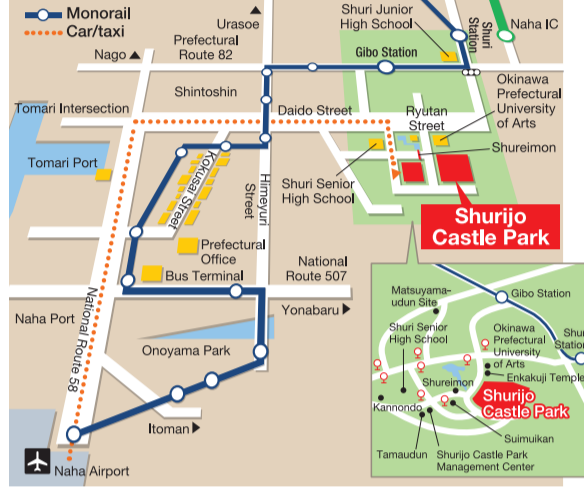 Monorail
Car/taxi
Urasoe
Shuri Junior
High School
Shuri
Station
Naha IC
Nago
Prefectural
Route 82
Gibo Station
Shintoshin
Okinawa
Prefectural
University
of Arts
Tomari Intersection
Daido Street
Ryutan
Street
Shureimon
Tomari Port
Kokusai Street
Himeyuri
Street
Shuri Senior
High School
Shurijo
Castle Park
Prefectural
Office
Bus Terminal
National
Route 507
Yonabaru
Naha Port
National Route 58
Onoyama Park
Itoman
Naha Airport
Matsuyama-
udun Site
Gibo Station
Shuri Senior
High School
Okinawa
Prefectural
University
of Arts
Shu
Station
Enkakuji Temple
Shureimon
Shurijo
Castle Park
Kannondo
Suimuikan
Tamaudun
Shurijo Castle Park
Management Center